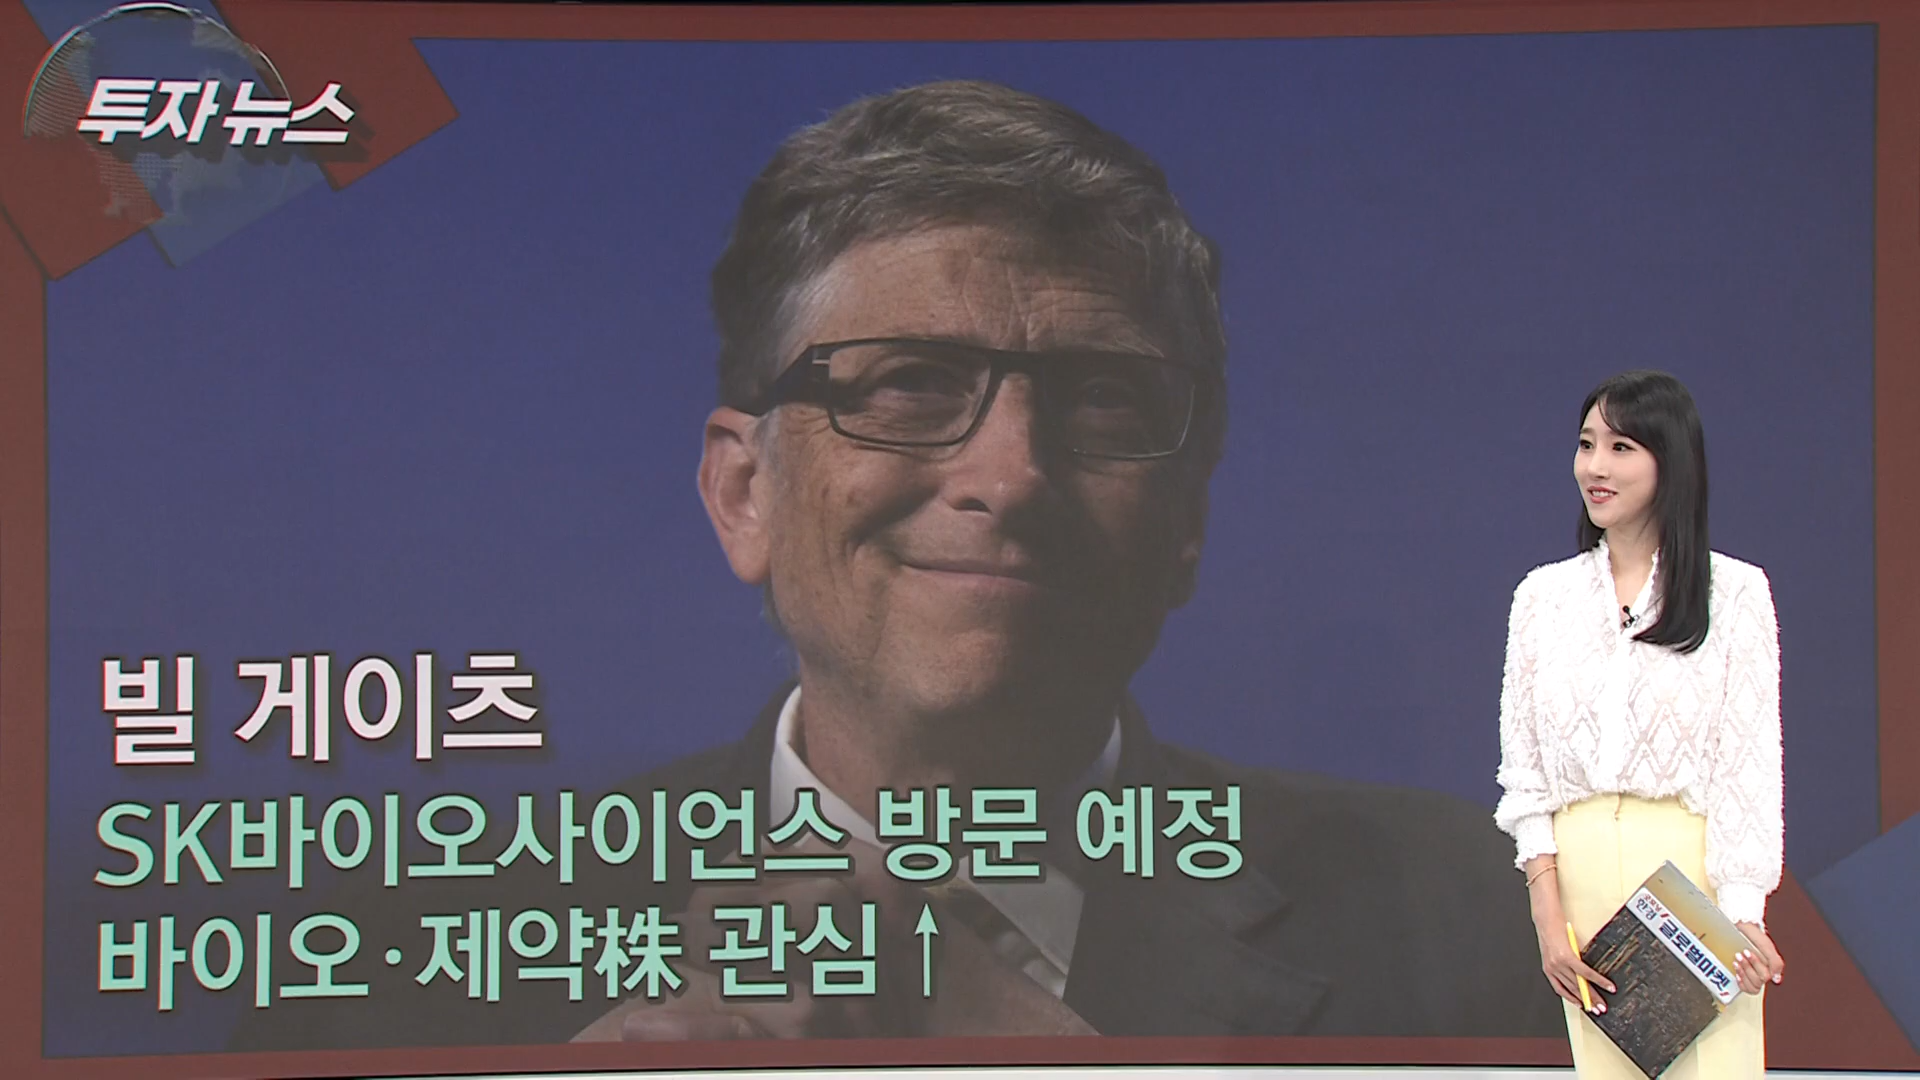 투자 뉴스
빌 게이츠
SK바이오사이언스 방문 예정
바이오·제약株 관심↑
한경
글로벌마켓